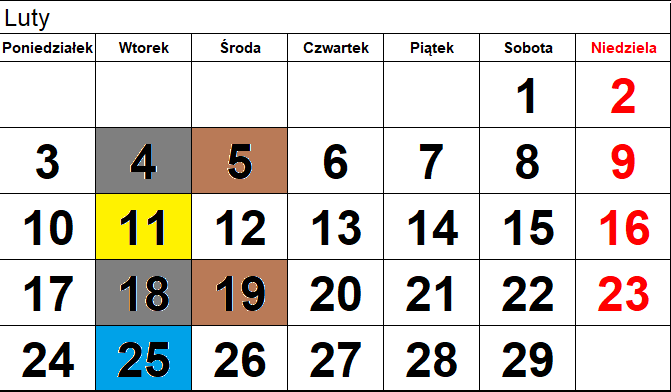 Luty
Poniedziałek Wtorek Środa Czwartek Piątek Sobota Niedziela
1 2
3 4 5 6 7 8 9
10 11 12 13 14 15 16
17 18 19 20 21 22 23
24 25 26 27 28 29